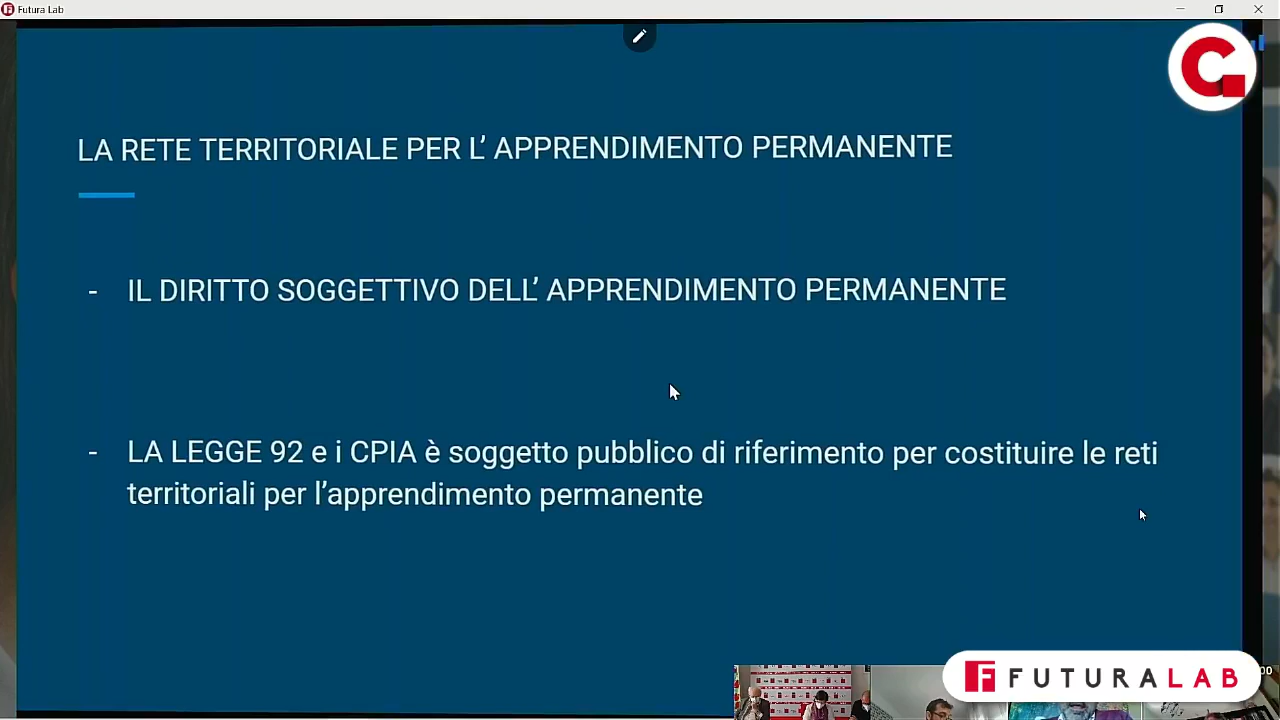 Futura Lab
LA RETE TERRITORIALE PER L’ APPRENDIMENTO PERMANENTE
- IL DIRITTO SOGGETTIVO DELL’ APPRENDIMENTO PERMANENTE
- LA LEGGE 92 e i CPIA è soggetto pubblico di riferimento per costituire le reti
territoriali per l’apprendimento permanente
00
FUTURALAB